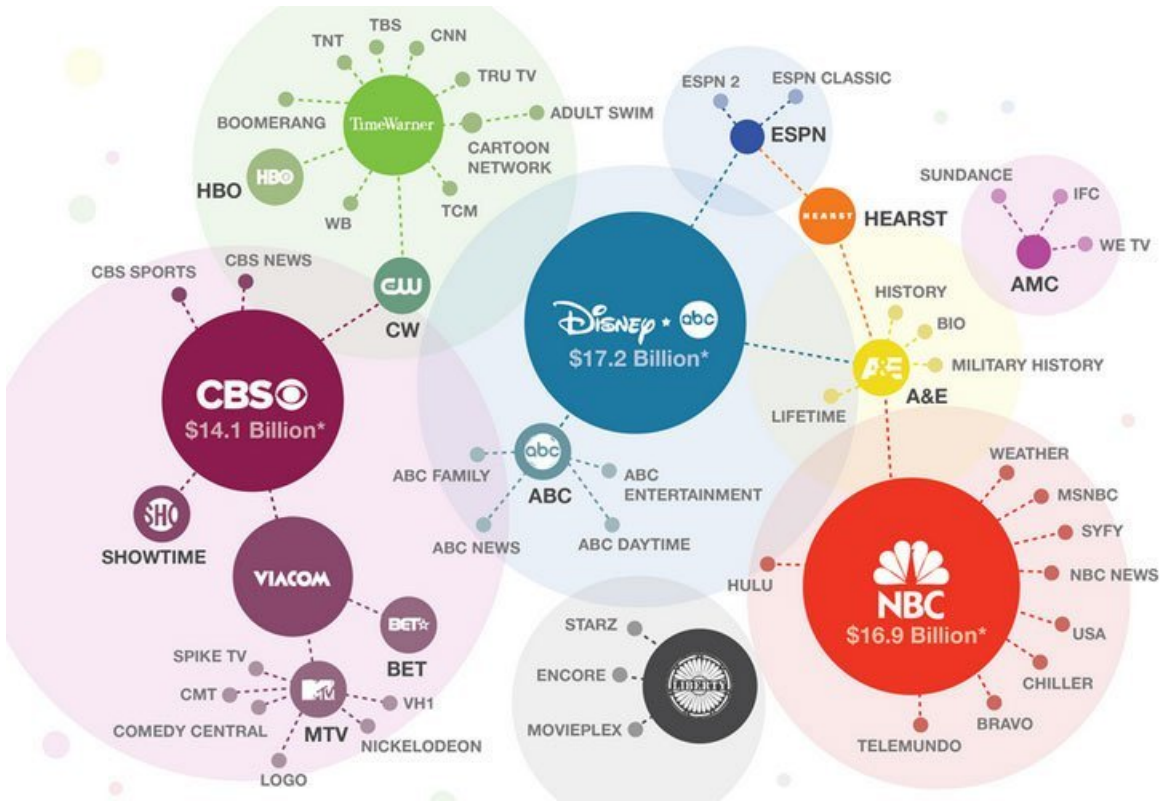 TBS
CNN
TNT
TRU TV
BOOMERANG
TimeWarner
ADULT SWIM
CARTOON
NETWORK
HBO
HBO
WB
TCM
CW
CW
ESPN 2
ESPN CLASSIC
ESPN
HEARST
HEARST
SUNDANCE
IFC
WE TV
AMC
CBS SPORTS
CBS NEWS
CBS
$14.1 Billion*
Disney abc
$17.2 Billion*
HISTORY
BIO
MILITARY HISTORY
A&E
A&E
LIFETIME
SHO
SHOWTIME
VIACOM
BET
BET
SPIKE TV
CMT
COMEDY CENTRAL
LOGO
MTV
MTV
VH1
NICKELODEON
abc
ABC
ABC FAMILY
ABC NEWS
ABC
ENTERTAINMENT
ABC DAYTIME
STARZ
ENCORE
MOVIEPLEX
LIBERTY
HULU
NBC
$16.9 Billion*
WEATHER
MSNBC
SYFY
NBC NEWS
USA
CHILLER
BRAVO
TELEMUNDO